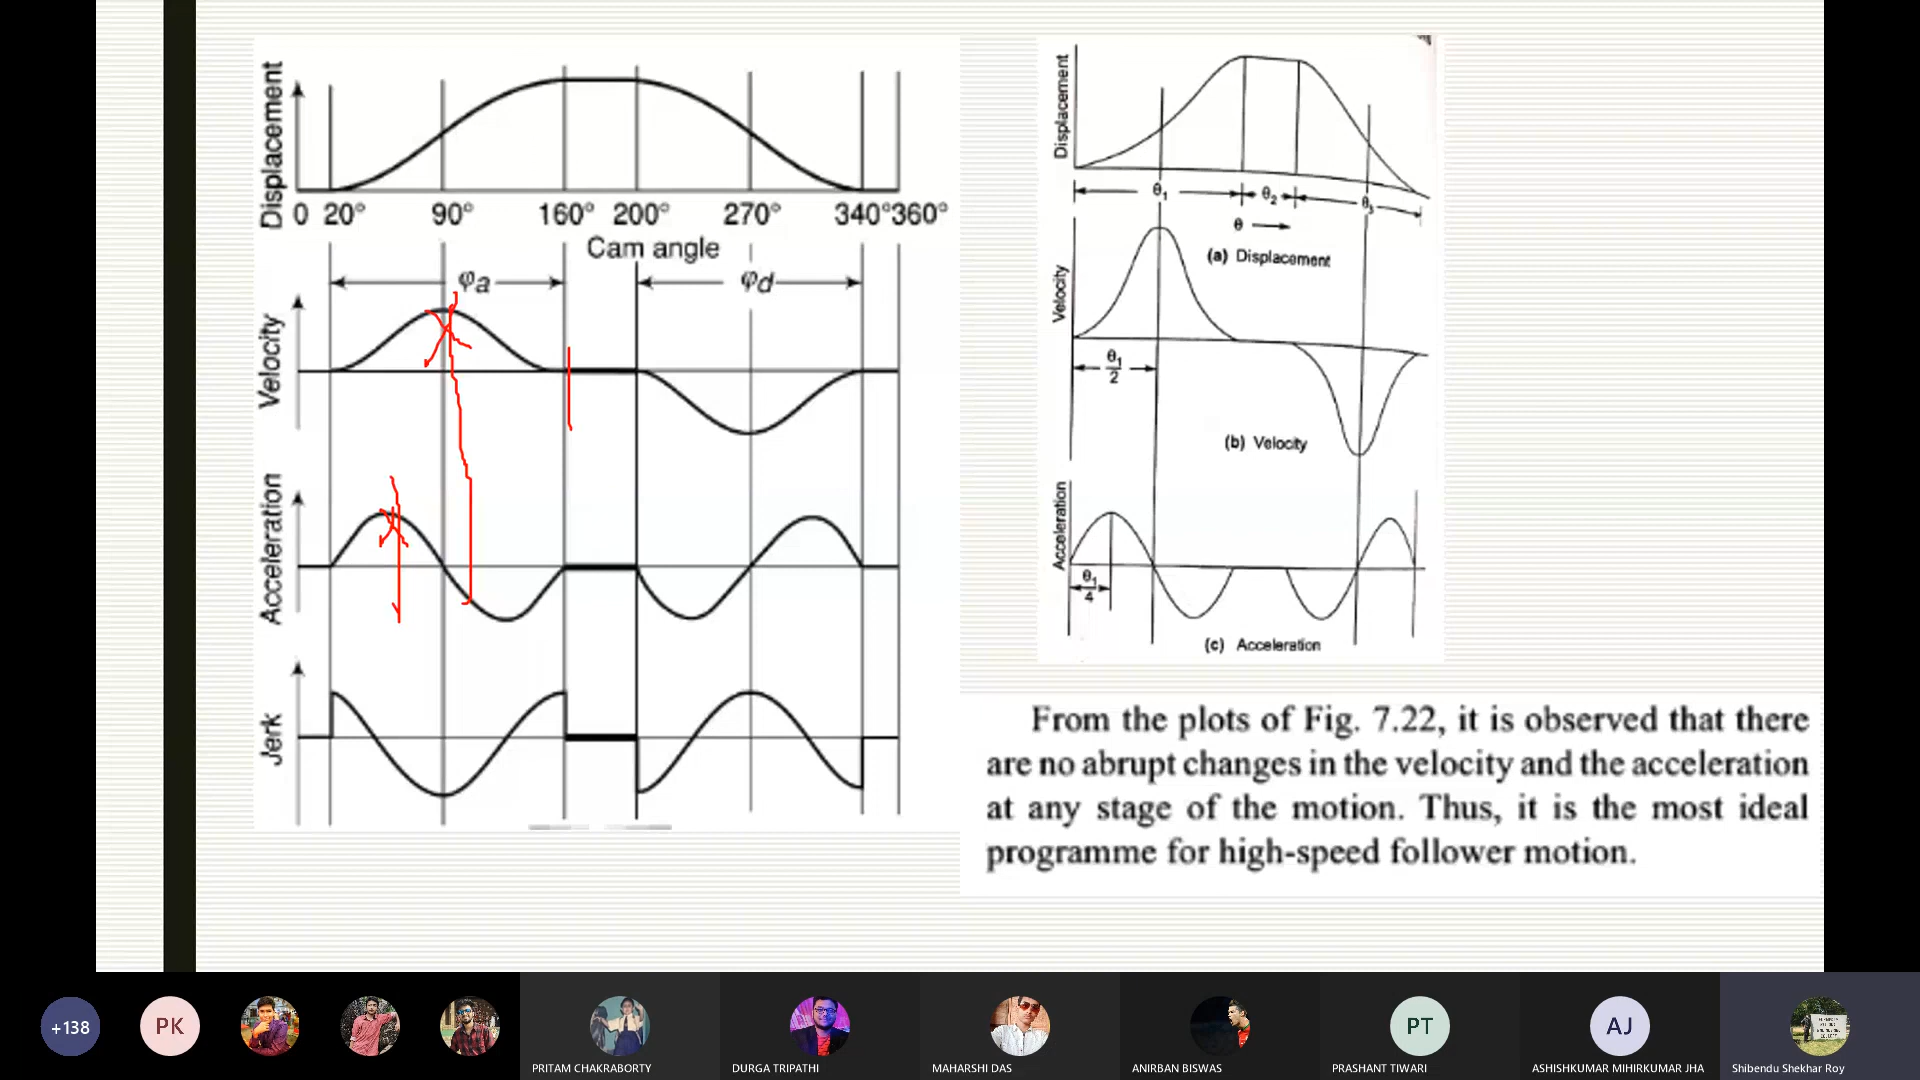 Displacement
0 20° 90° 160° 200° 270° 340° 360°
Cam angle
φa φd
Velocity
Acceleration
Jerk
Displacement
θ₁ θ₂ θ₃
θ
(a) Displacement
Velocity
θ₁/2
(b) Velocity
Acceleration
θ₁/4
(c) Acceleration
From the plots of Fig. 7.22, it is observed that there
are no abrupt changes in the velocity and the acceleration
at any stage of the motion. Thus, it is the most ideal
programme for high-speed follower motion.
+138
PK
PRITAM CHAKRABORTY
DURGA TRIPATHI
MAHARSHI DAS
ANIRBAN BISWAS
PT
PRASHANT TIWARI
AJ
ASHISHKUMAR MIHIRKUMAR JHA
Shibendu Shekhar Roy